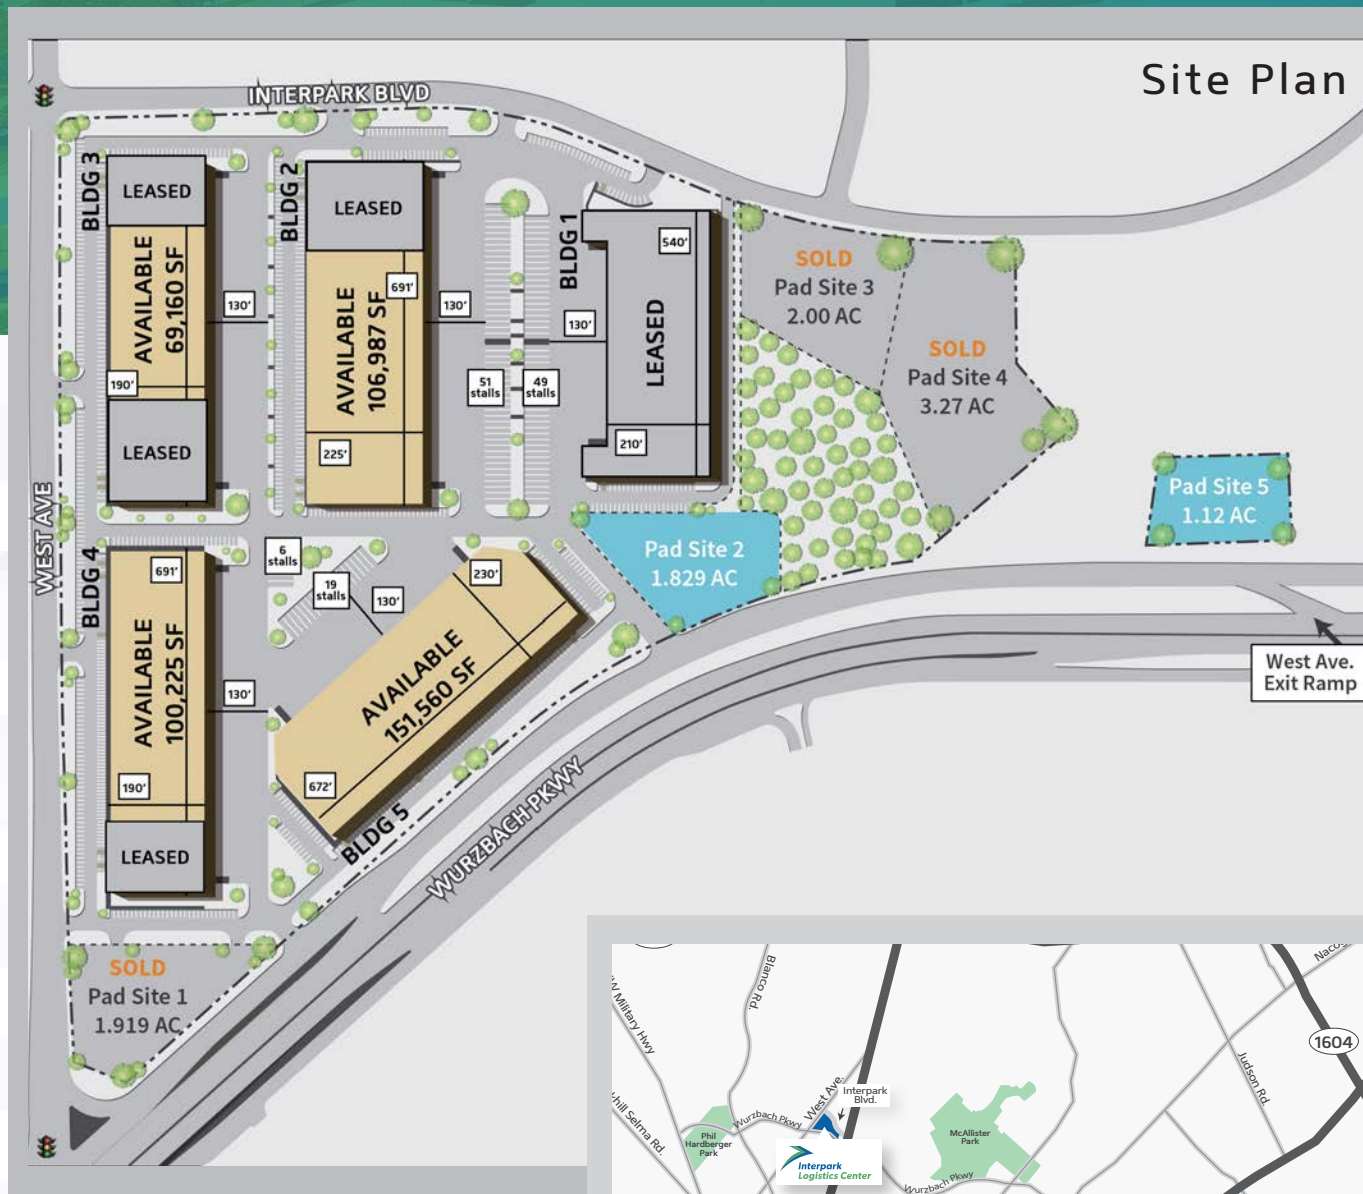 Site Plan
INTERPARK BLVD
BLDG 3
LEASED
AVAILABLE
69,160 SF
190'
LEASED
130'
BLDG 2
LEASED
AVAILABLE
106,987 SF
691'
225'
130'
51
stalls
49
stalls
BLDG 1
540'
130'
LEASED
210'
SOLD
Pad Site 3
2.00 AC
SOLD
Pad Site 4
3.27 AC
Pad Site 5
1.12 AC
Pad Site 2
1.829 AC
WEST AVE
BLDG 4
691'
AVAILABLE
100,225 SF
190'
LEASED
130'
6
stalls
19
stalls
130'
230'
AVAILABLE
151,560 SF
672'
BLDG 5
WURZBACH PKWY
West Ave.
Exit Ramp
SOLD
Pad Site 1
1.919 AC
NW Military Hwy
Blanco Rd.
West Ave.
Interpark
Blvd.
Wurzbach Pkwy
Phil
Hardberger
Park
Interpark
Logistics Center
McAllister
Park
Wurzbach Pkwy
Judson Rd.
1604
Selma Rd.